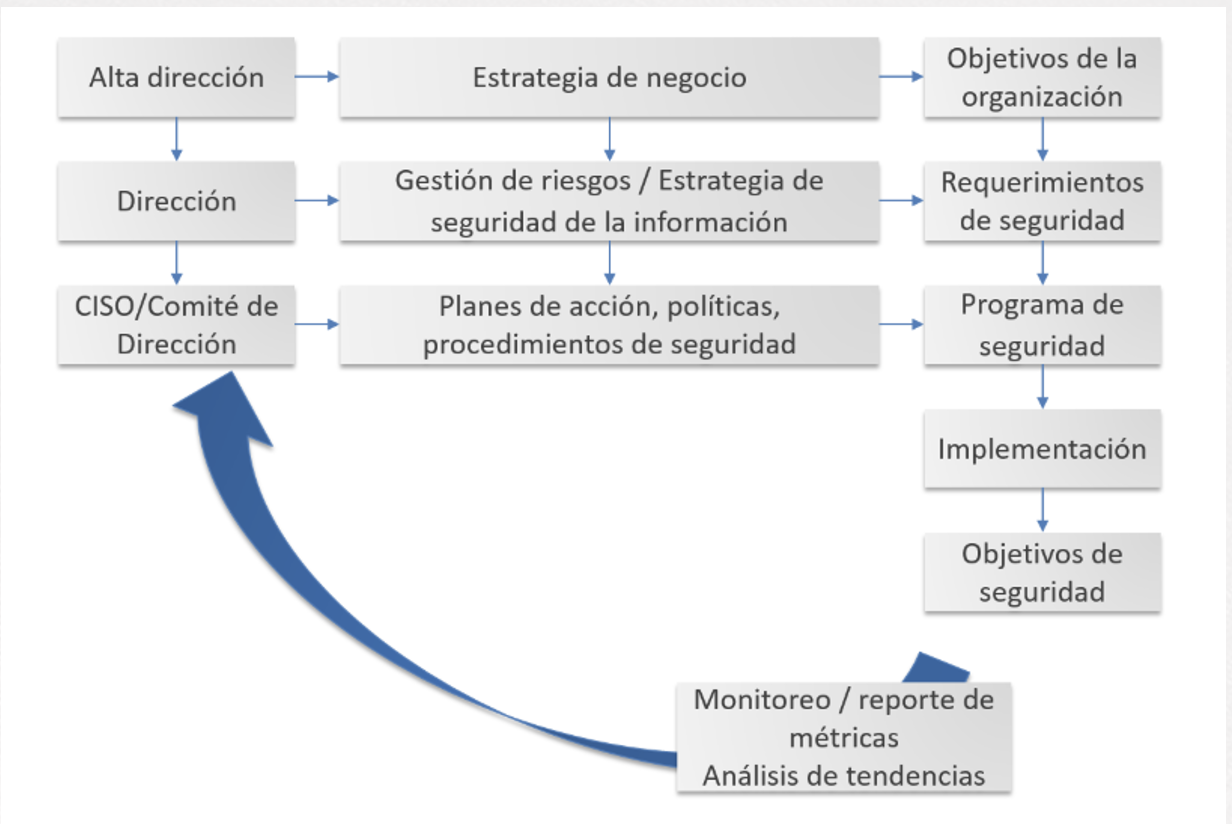 Alta dirección
Estrategia de negocio
Objetivos de la
organización
Dirección
Gestión de riesgos / Estrategia de
seguridad de la información
Requerimientos
de seguridad
CISO/Comité de
Dirección
Planes de acción, políticas,
procedimientos de seguridad
Programa de
seguridad
Implementación
Objetivos de
seguridad
Monitoreo / reporte de
métricas
Análisis de tendencias